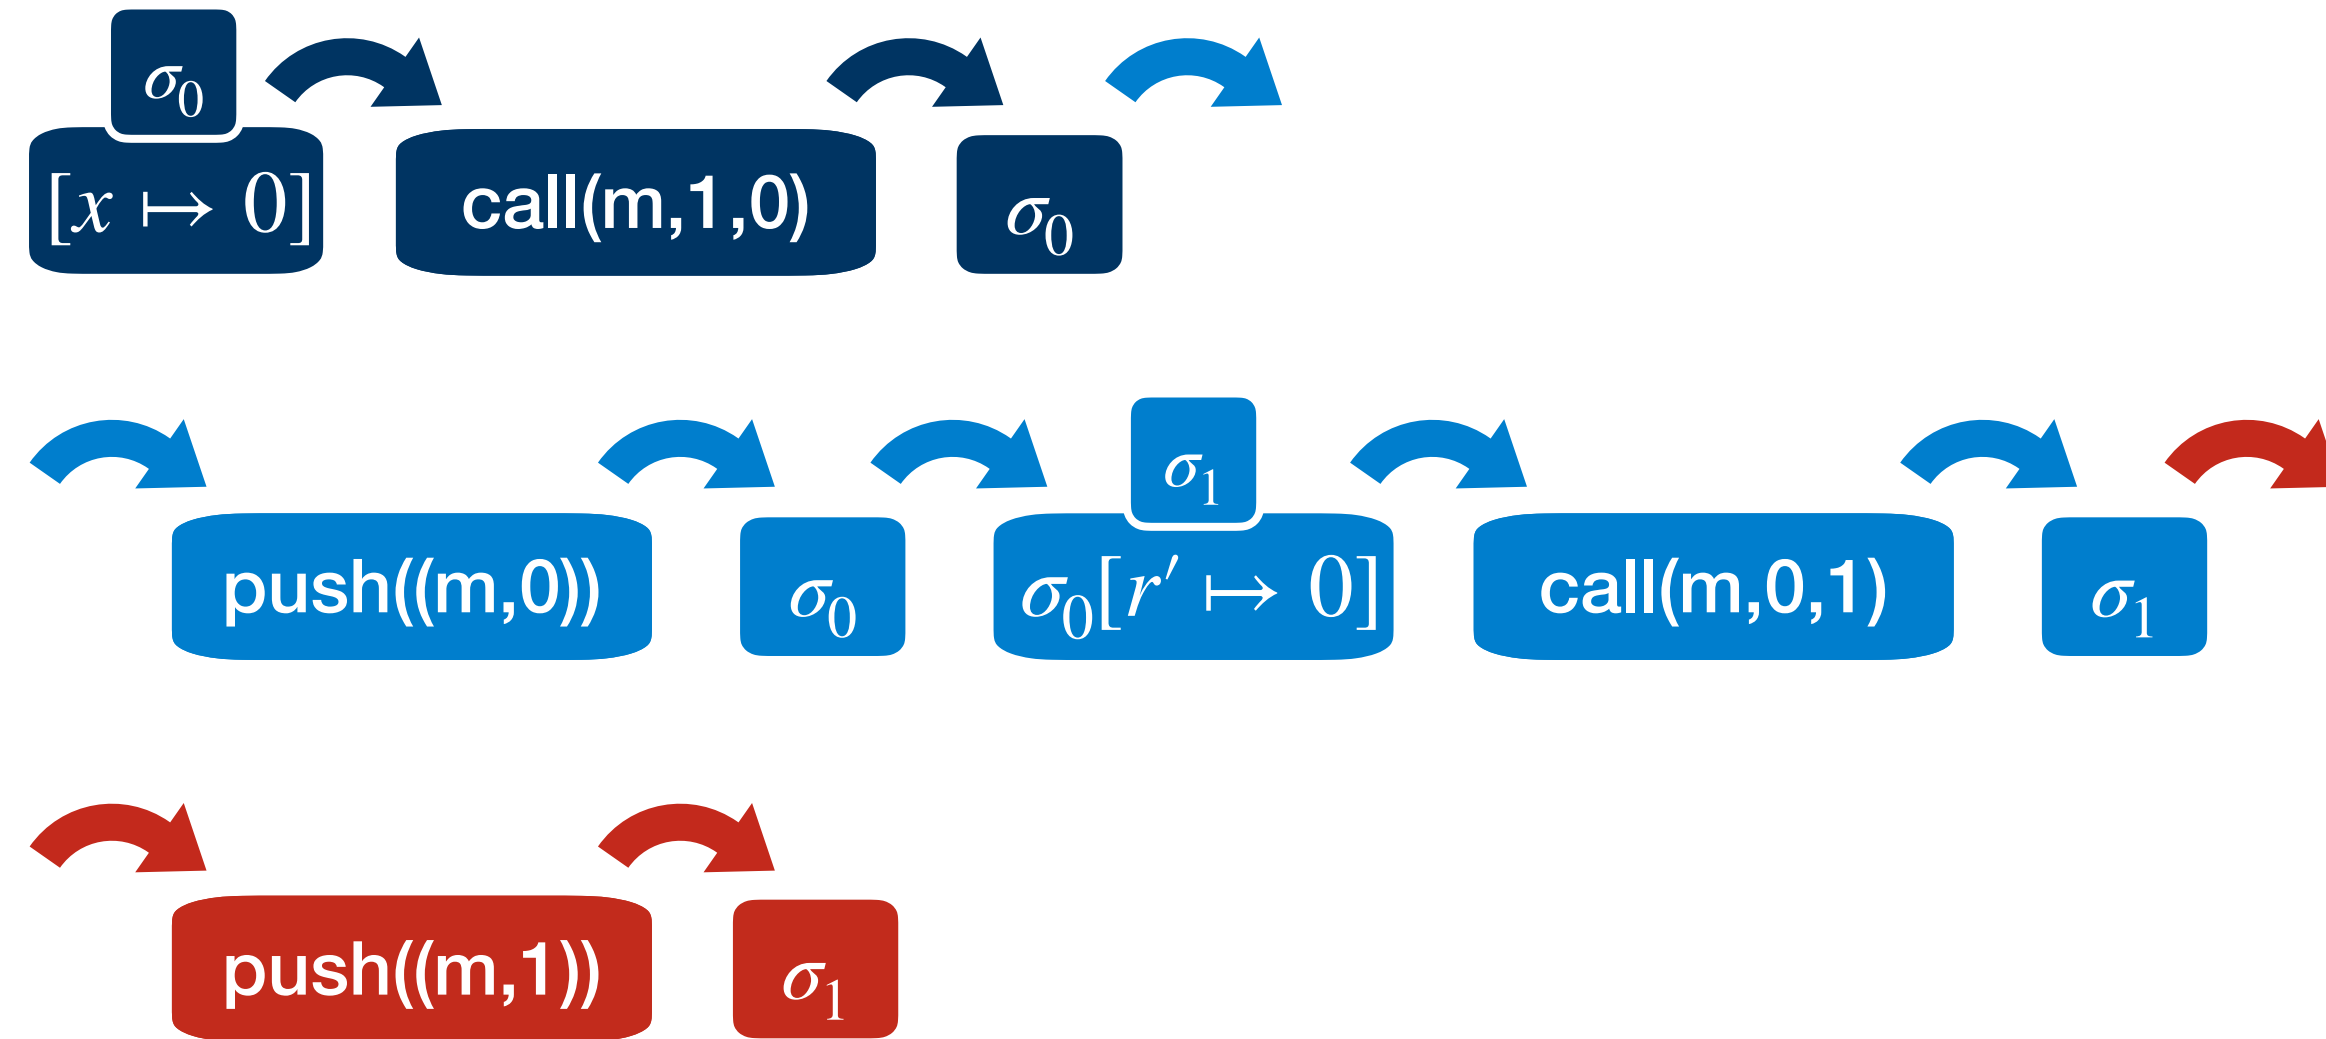 σ₀
[x ↦ 0]
call(m,1,0)
σ₀
push((m,0))
σ₀
σ₁
σ₀[r′ ↦ 0]
call(m,0,1)
σ₁
push((m,1))
σ₁